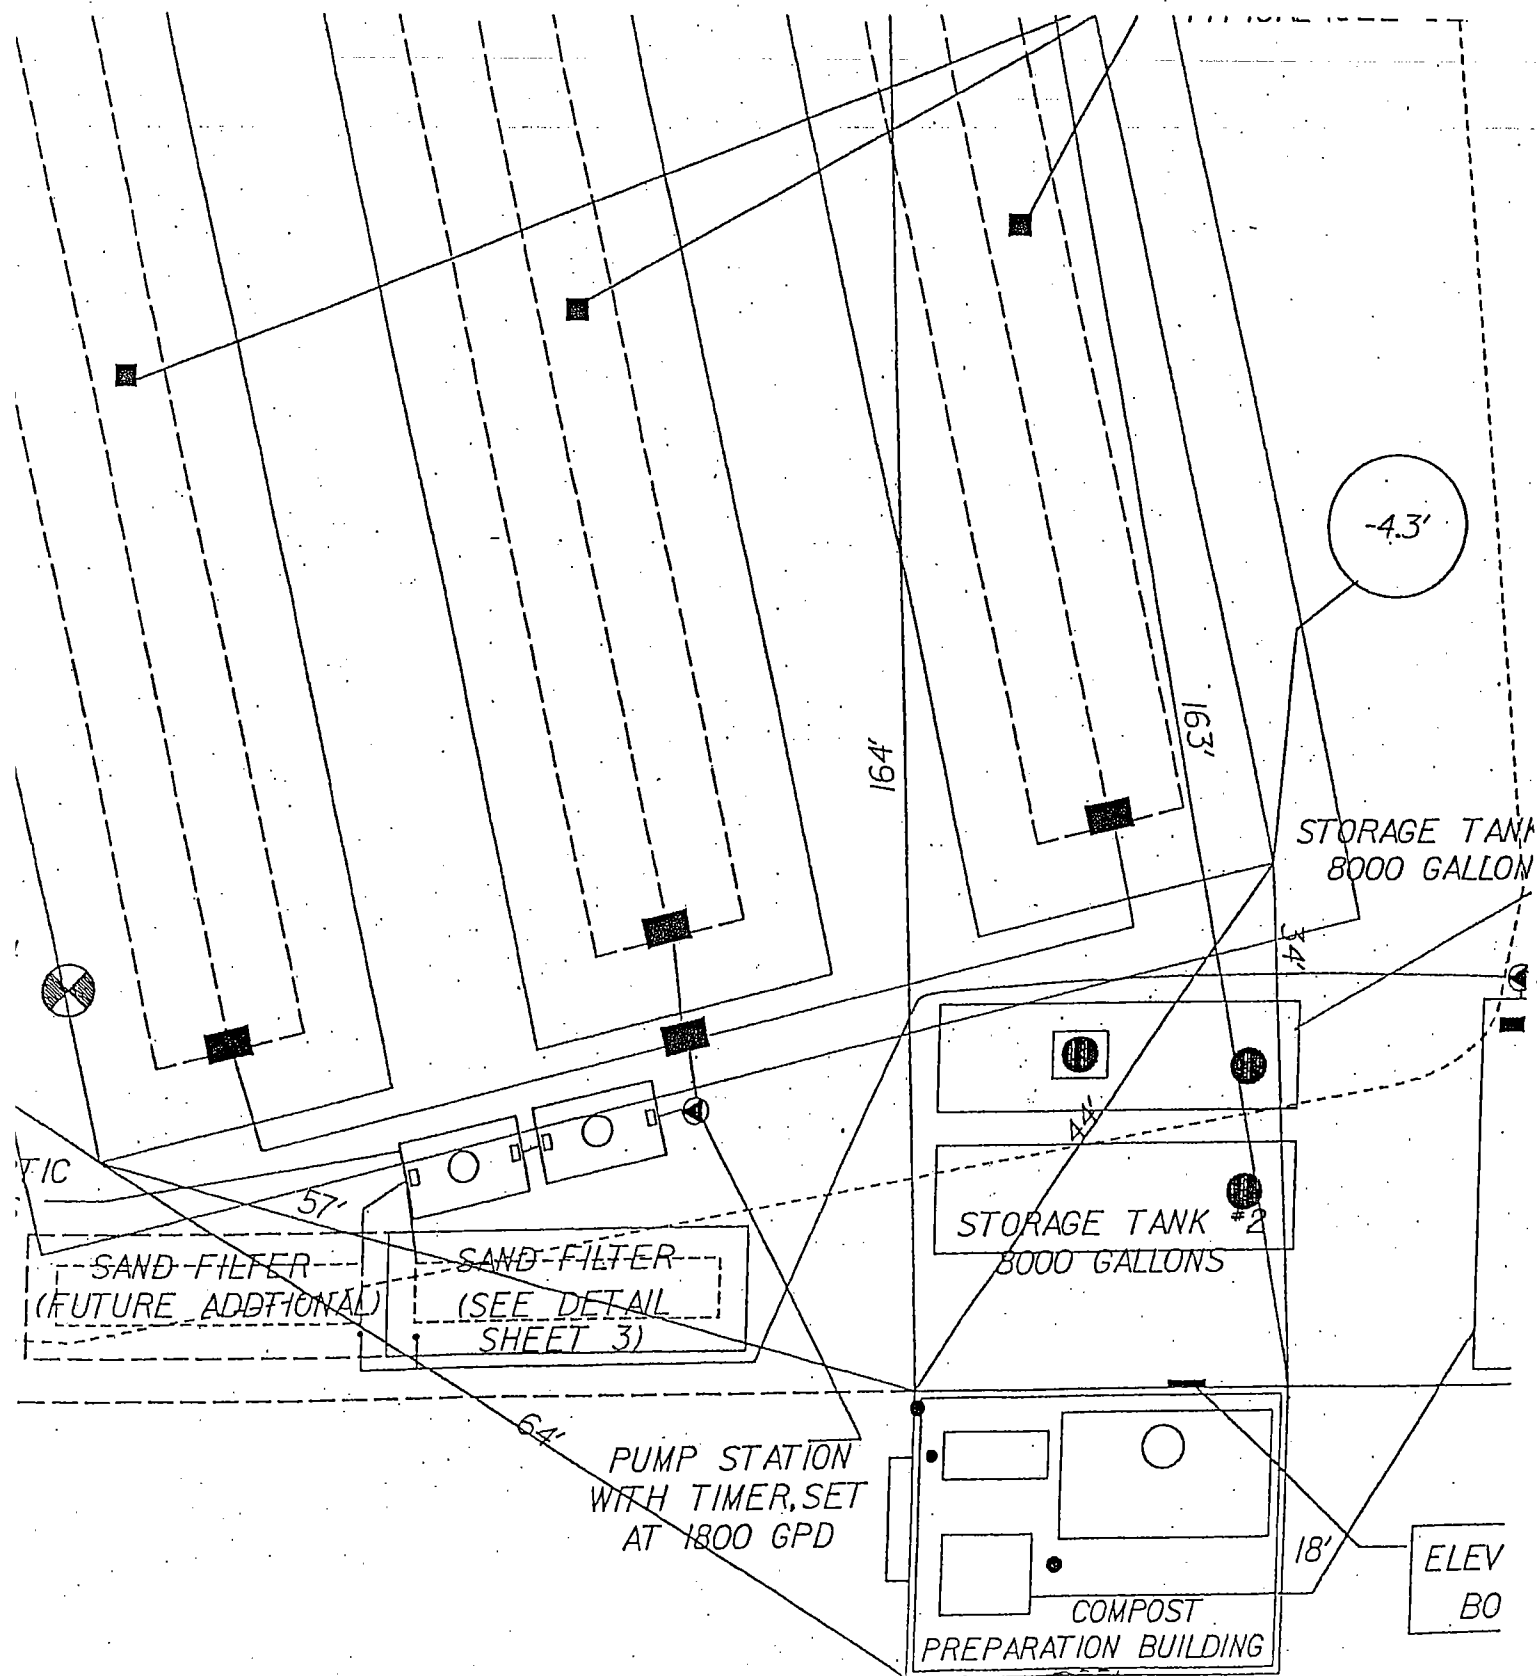 -4.3'
163'
164'
STORAGE TANK
8000 GALLON
34'
44'
TIC
57'
STORAGE TANK #2
8000 GALLONS
SAND FILTER
(FUTURE ADDTIONAL)
SAND FILTER
(SEE DETAIL
SHEET 3)
64'
PUMP STATION
WITH TIMER, SET
AT 1800 GPD
18'
ELEV
BO
COMPOST
PREPARATION BUILDING